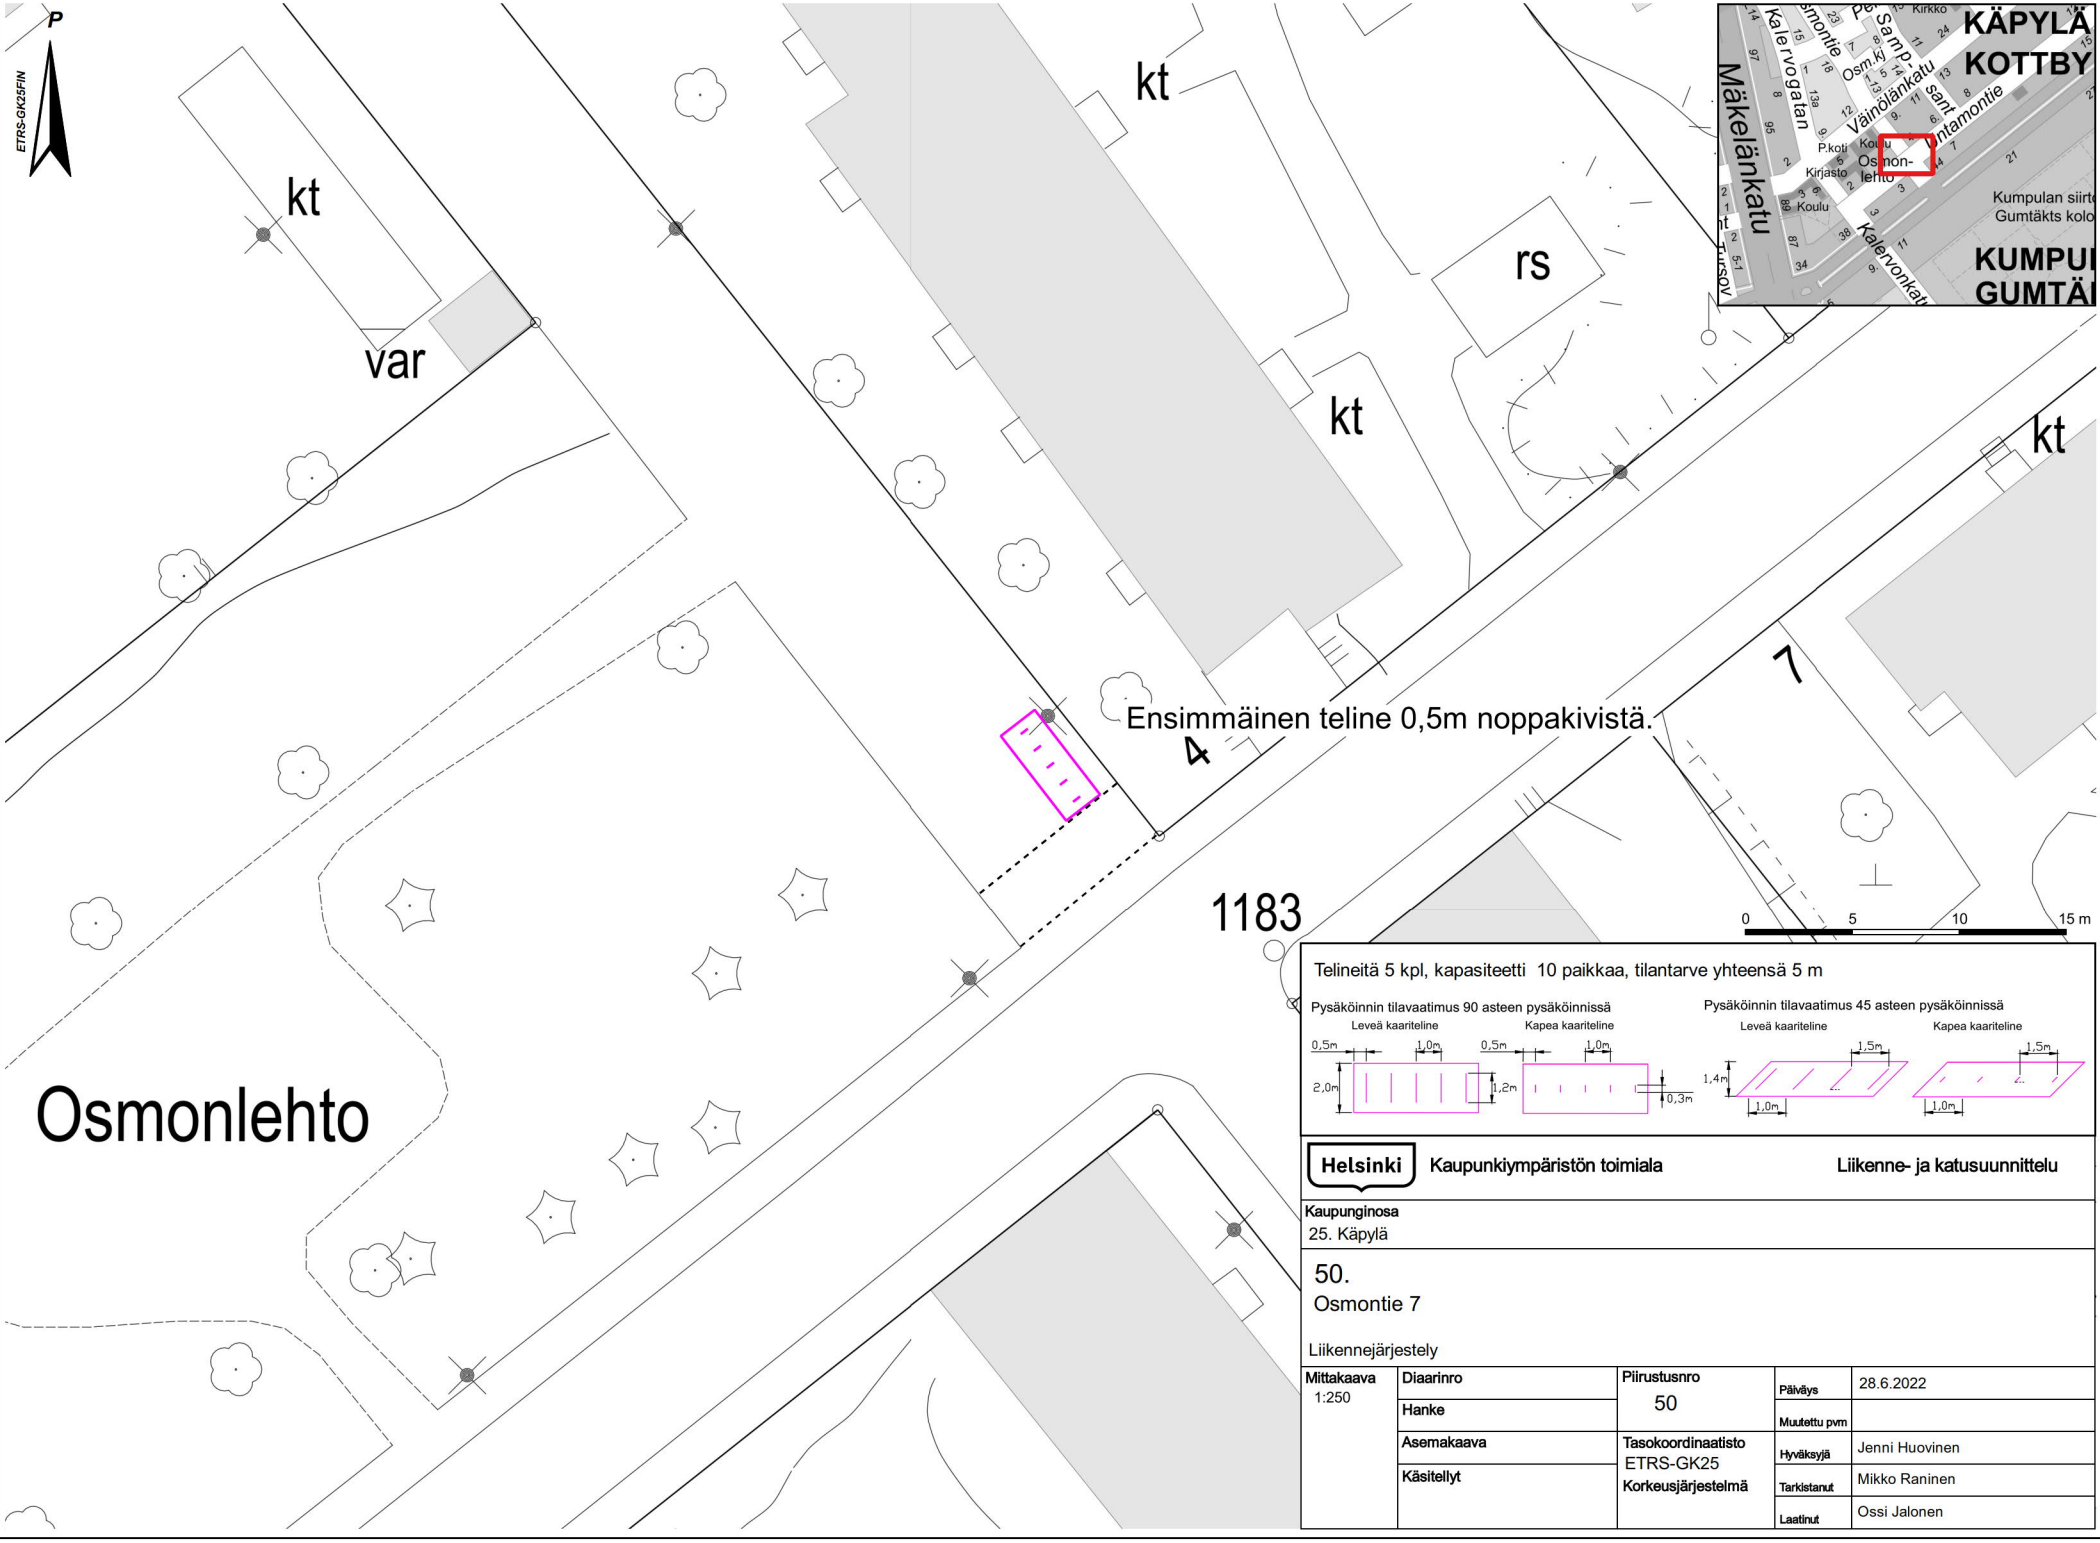 P
ETRS-GK25FIN
kt
var
kt
rs
kt
kt
7
Ensimmäinen teline 0,5m noppakivistä.
4
1183
Osmonlehto
KÄPYLÄ
KOTTBY
Kirkko
Kalervogatan
Osm.kj
Väinölänkatu
Mäkelänkatu
P.koti
Koulu
Osmon-
lehto
Kirjasto
Koulu
Kumpulan siirt
Gumtäkts kolo
Kalervonkat
KUMPUI
GUMTÄI
0 5 10 15 m
Telineitä 5 kpl, kapasiteetti 10 paikkaa, tilantarve yhteensä 5 m
Pysäköinnin tilavaatimus 90 asteen pysäköinnissä
Leveä kaariteline
Kapea kaariteline
0,5m 1,0m 0,5m 1,0m
2,0m 1,2m 0,3m
Pysäköinnin tilavaatimus 45 asteen pysäköinnissä
Leveä kaariteline
Kapea kaariteline
1,5m 1,5m
1,4m
1,0m 1,0m
Helsinki
Kaupunkiympäristön toimiala
Liikenne- ja katusuunnittelu
Kaupunginosa
25. Käpylä
50.
Osmontie 7
Liikennejärjestely
Mittakaava
1:250
Diaarinro
Hanke
Asemakaava
Käsitellyt
Piirustusnro
50
Tasokoordinaatisto
ETRS-GK25
Korkeusjärjestelmä
Päiväys 28.6.2022
Muutettu pvm
Hyväksyjä Jenni Huovinen
Tarkistanut Mikko Raninen
Laatinut Ossi Jalonen